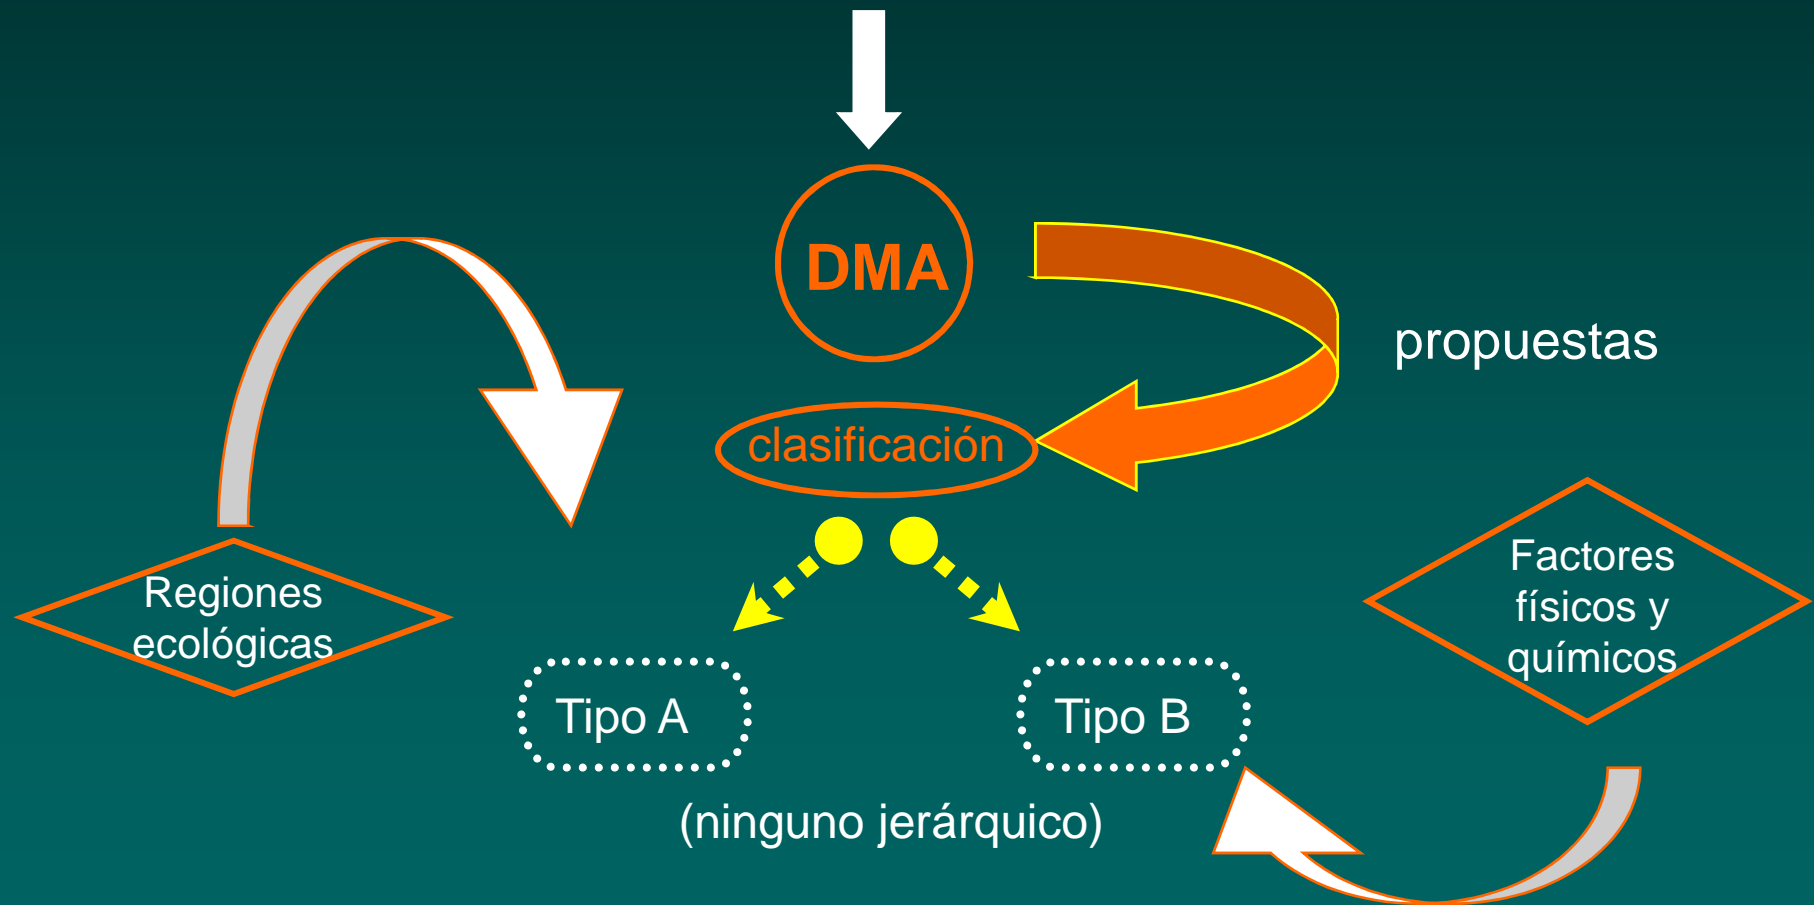 DMA
propuestas
clasificación
Regiones
ecológicas
Factores
físicos y
químicos
Tipo A
Tipo B
(ninguno jerárquico)